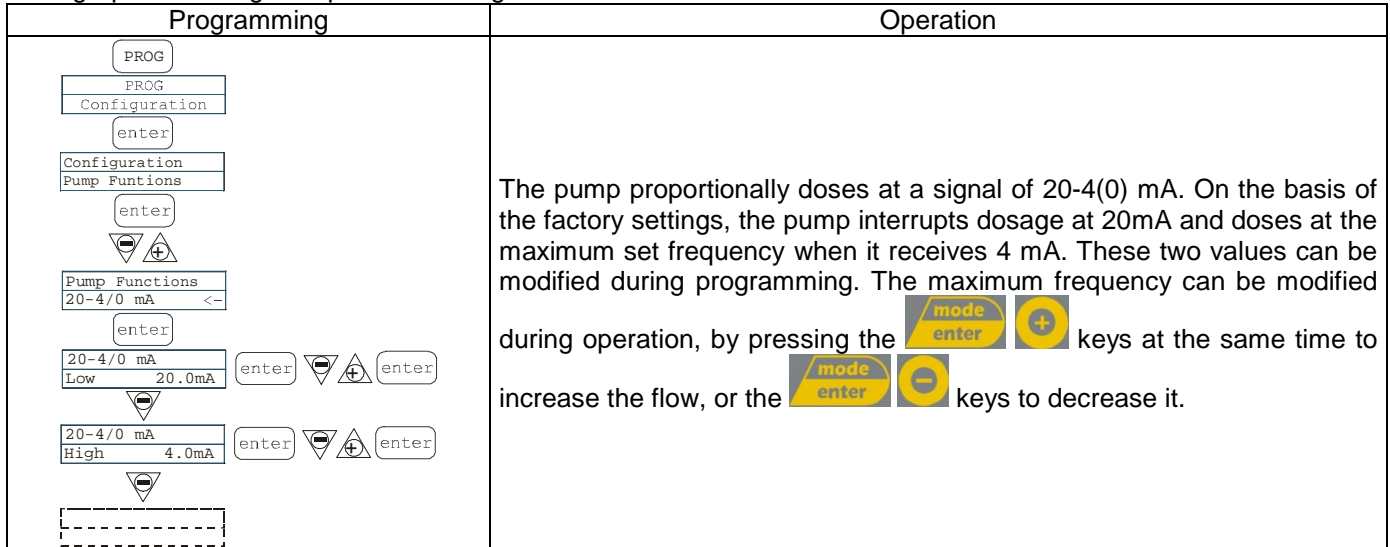 Programming
Operation
PROG
PROG
Configuration
enter
Configuration
Pump Funtions
enter
Pump Functions
20-4/0 mA <-
enter
20-4/0 mA
Low 20.0mA
enter
enter
20-4/0 mA
High 4.0mA
enter
enter
The pump proportionally doses at a signal of 20-4(0) mA. On the basis of
the factory settings, the pump interrupts dosage at 20mA and doses at the
maximum set frequency when it receives 4 mA. These two values can be
modified during programming. The maximum frequency can be modified
during operation, by pressing the mode enter + keys at the same time to
increase the flow, or the mode enter - keys to decrease it.